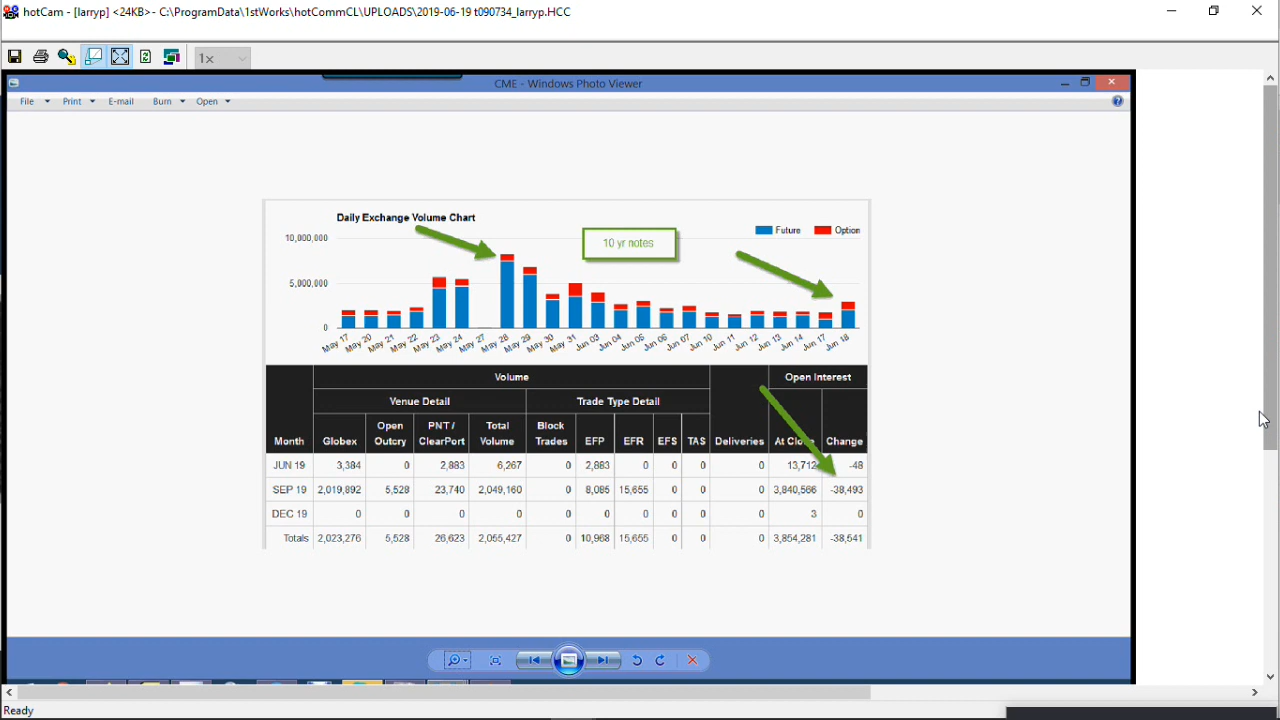 hotCam - [larryp] <24KB>- C:\ProgramData\1stWorks\hotCommCL\UPLOADS\2019-06-19 t090734_larryp.HCC
1x
CME - Windows Photo Viewer
File Print E-mail Burn Open
Daily Exchange Volume Chart
10 yr notes
Future Option
10,000,000
5,000,000
0
May 17 May 20 May 21 May 22 May 23 May 24 May 27 May 28 May 29 May 30 May 31 Jun 03 Jun 04 Jun 05 Jun 06 Jun 07 Jun 10 Jun 11 Jun 12 Jun 13 Jun 14 Jun 17 Jun 18
Volume Open Interest
Venue Detail Trade Type Detail
Month Globex Open Outcry PNT / ClearPort Total Volume Block Trades EFP EFR EFS TAS Deliveries At Close Change
JUN 19 3,384 0 2,883 6,267 0 2,883 0 0 0 0 13,712 -48
SEP 19 2,019,892 5,528 23,740 2,049,160 0 8,085 15,655 0 0 0 3,840,566 -38,493
DEC 19 0 0 0 0 0 0 0 0 0 0 3 0
Totals 2,023,276 5,528 26,623 2,055,427 0 10,968 15,655 0 0 0 3,854,281 -38,541
Ready